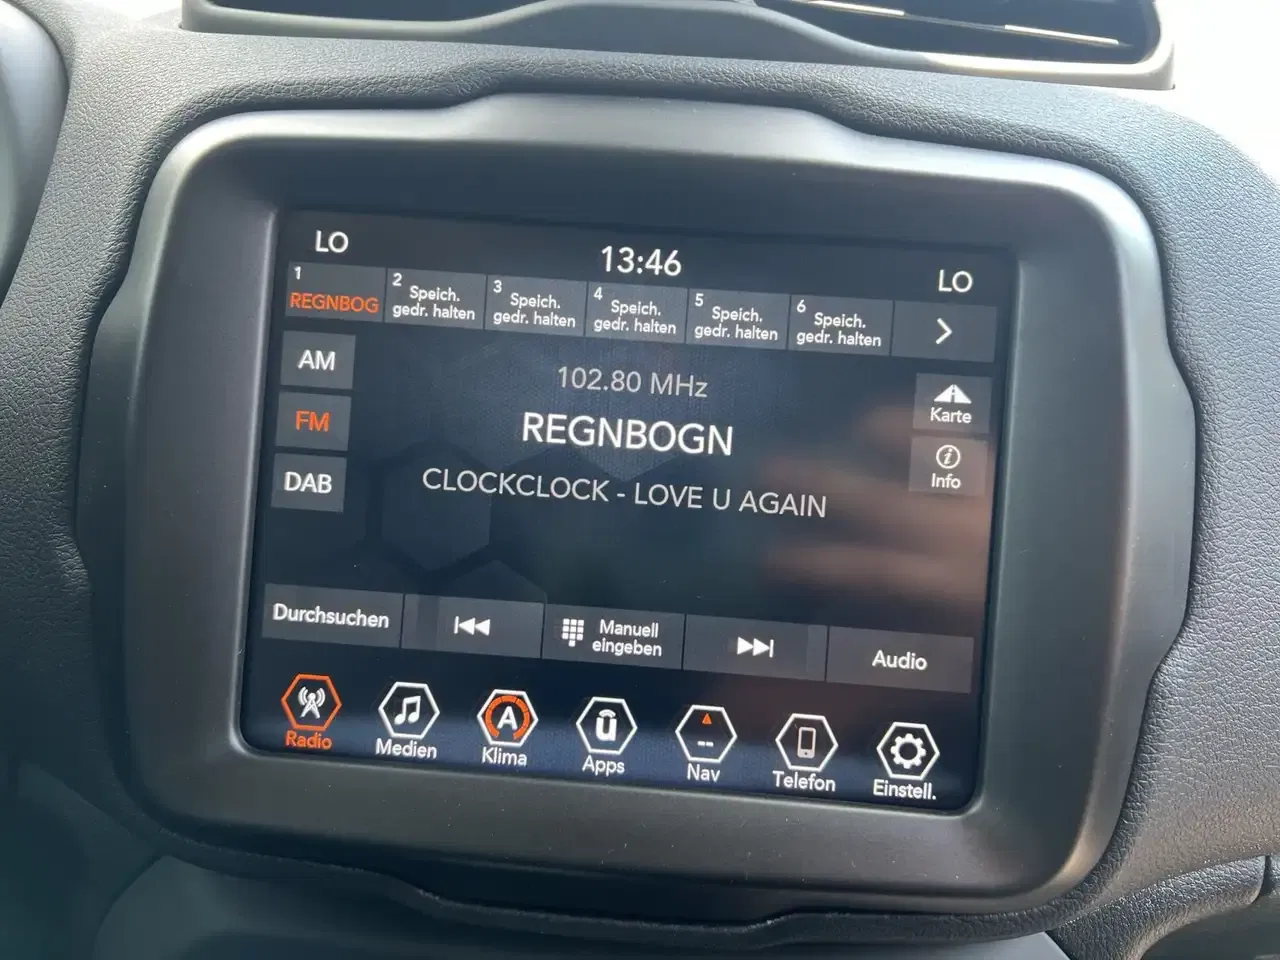 LO
13:46
LO
1
REGNBOG
2
Speich.
gedr. halten
3
Speich.
gedr. halten
4
Speich.
gedr. halten
5
Speich.
gedr. halten
6
Speich.
gedr. halten
AM
FM
DAB
102.80 MHz
REGNBOGN
CLOCKCLOCK - LOVE U AGAIN
Karte
i
Info
Durchsuchen
Manuell
eingeben
Audio
Radio
Medien
A
Klima
ū
Apps
--
Nav
Telefon
Einstell.